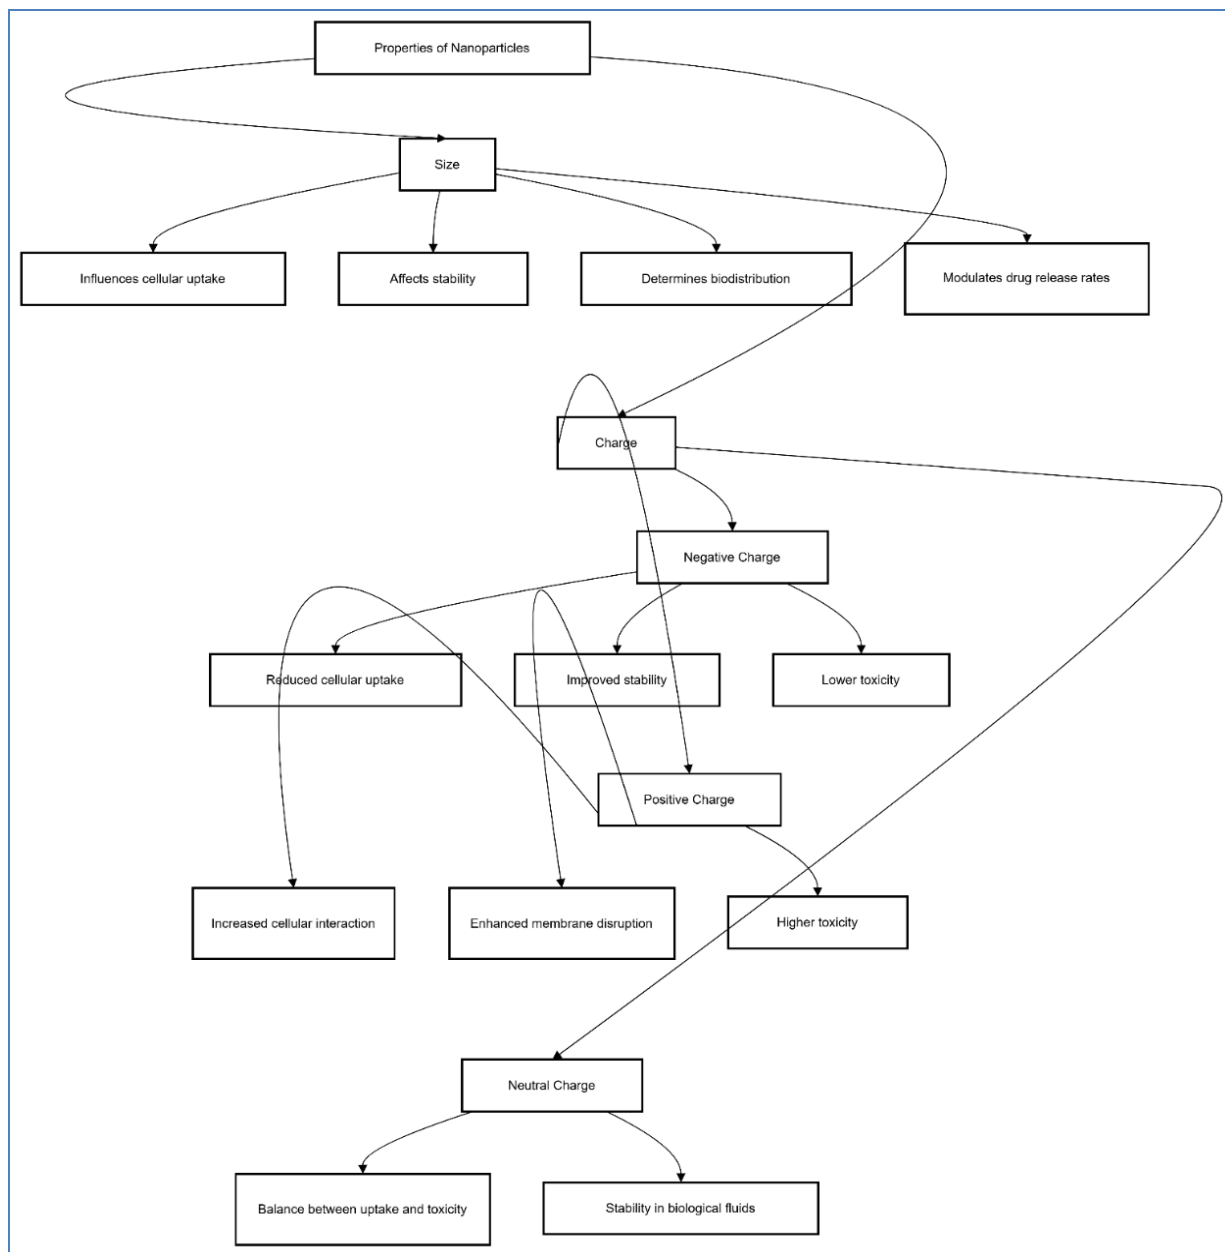 Properties of Nanoparticles
Size
Influences cellular uptake
Affects stability
Determines biodistribution
Modulates drug release rates
Charge
Negative Charge
Reduced cellular uptake
Improved stability
Lower toxicity
Positive Charge
Increased cellular interaction
Enhanced membrane disruption
Higher toxicity
Neutral Charge
Balance between uptake and toxicity
Stability in biological fluids